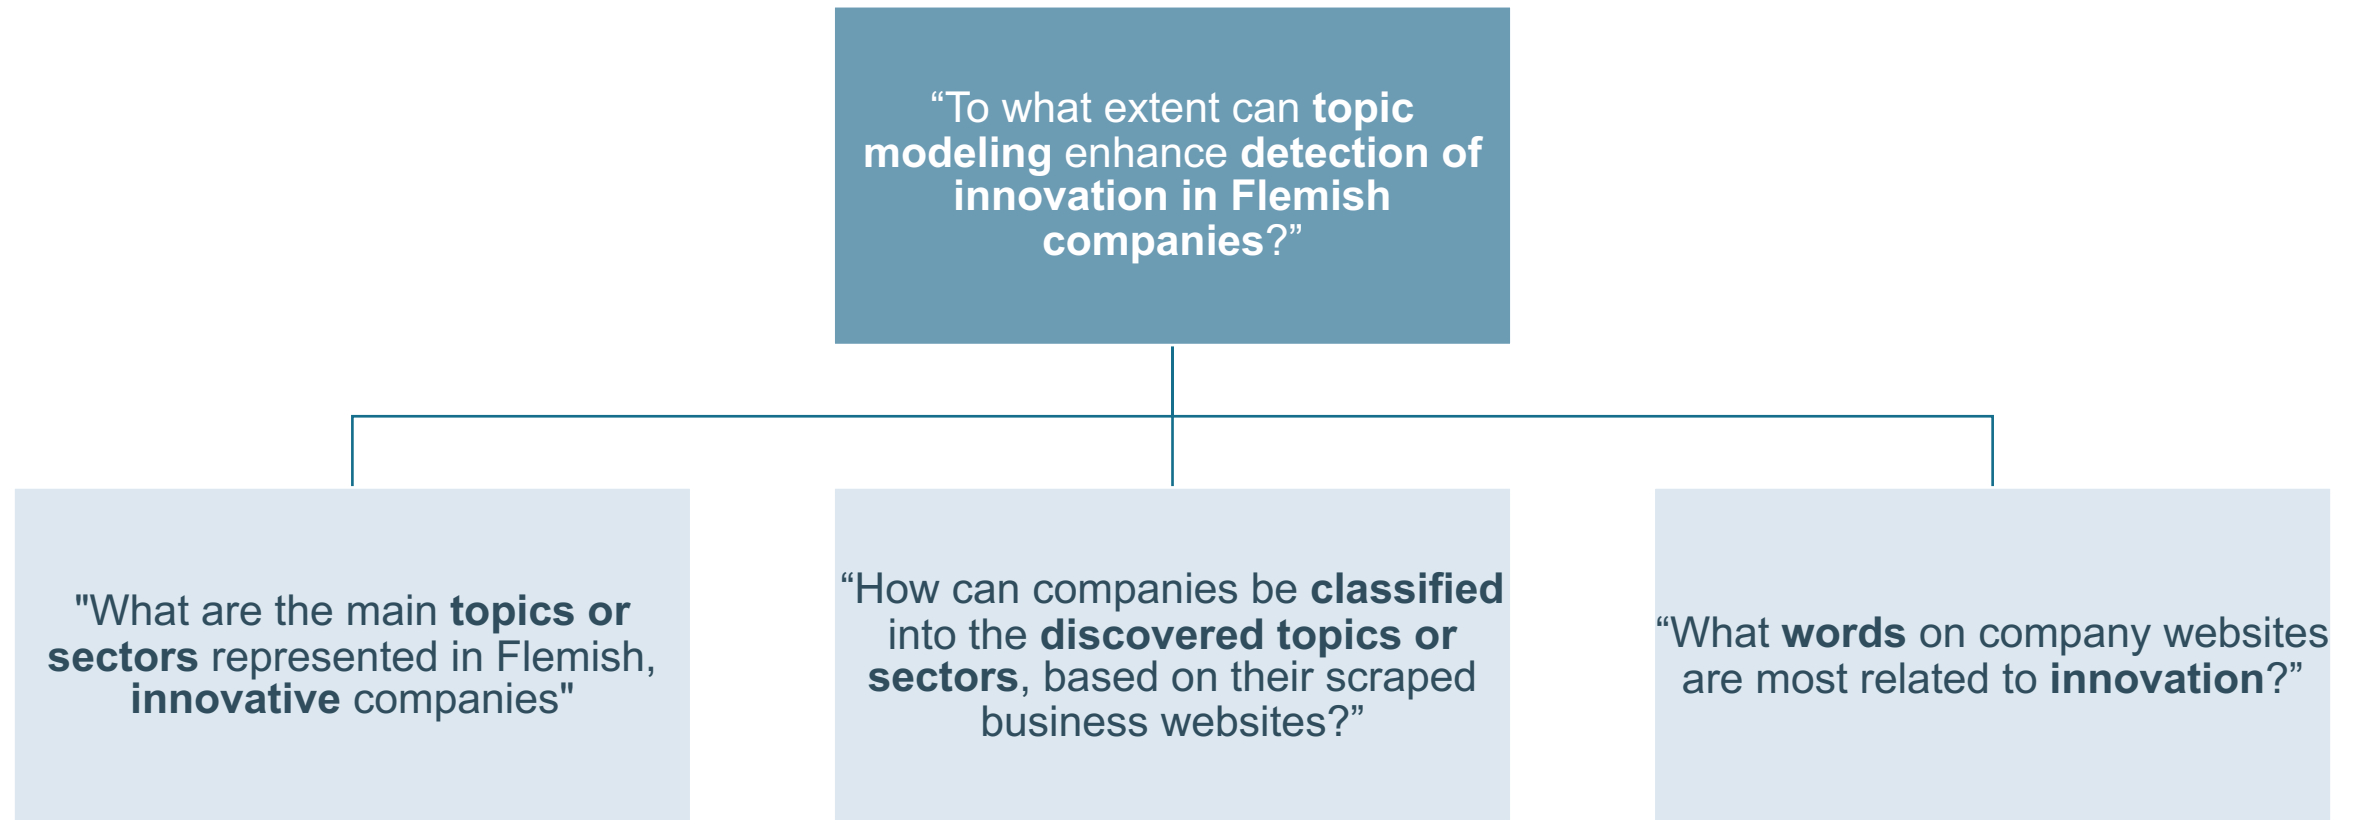 “To what extent can topic
modeling enhance detection of
innovation in Flemish
companies?”
"What are the main topics or
sectors represented in Flemish,
innovative companies"
“How can companies be classified
into the discovered topics or
sectors, based on their scraped
business websites?”
“What words on company websites
are most related to innovation?”